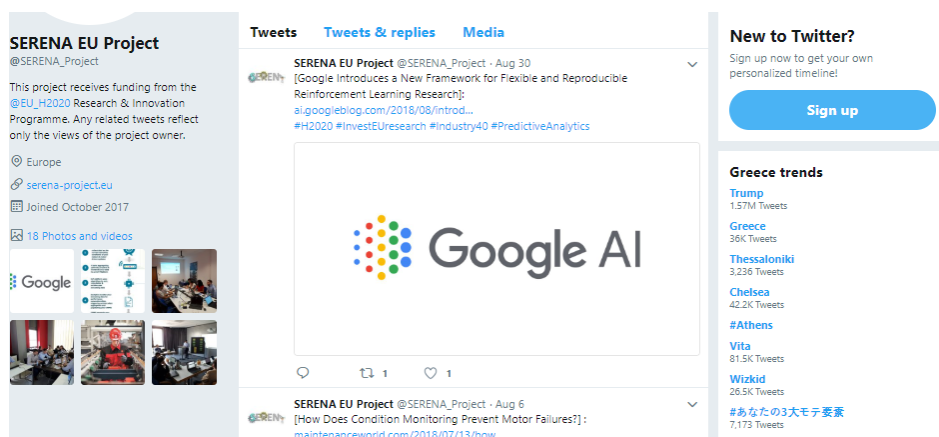 SERENA EU Project
@SERENA_Project
This project receives funding from the
@EU_H2020 Research & Innovation
Programme. Any related tweets reflect
only the views of the project owner.
Europe
serena-project.eu
Joined October 2017
18 Photos and videos
Google
Tweets Tweets & replies Media
SERENA EU Project @SERENA_Project · Aug 30
[Google Introduces a New Framework for Flexible and Reproducible
Reinforcement Learning Research]:
ai.googleblog.com/2018/08/introd...
#H2020 #InvestEUresearch #Industry40 #PredictiveAnalytics
Google AI
1 1
SERENA EU Project @SERENA_Project · Aug 6
[How Does Condition Monitoring Prevent Motor Failures?] :
maintenanceworld.com/2018/07/13/how
New to Twitter?
Sign up now to get your own
personalized timeline!
Sign up
Greece trends
Trump
1.57M Tweets
Greece
36K Tweets
Thessaloniki
3,236 Tweets
Chelsea
42.2K Tweets
#Athens
Vita
81.5K Tweets
Wizkid
26.5K Tweets
#あなたの3大モテ要素
7,173 Tweets